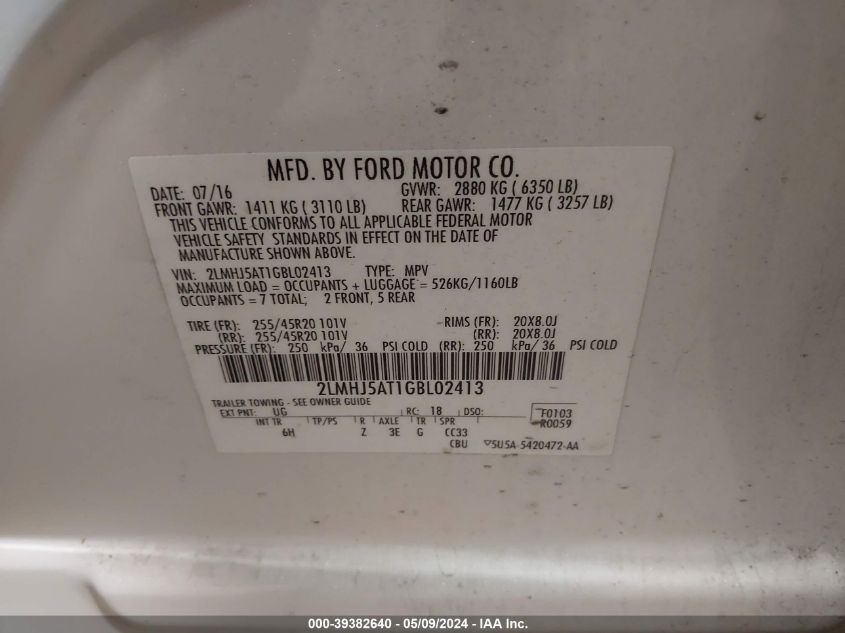 MFD. BY FORD MOTOR CO.
DATE: 07/16 GVWR: 2880 KG ( 6350 LB)
FRONT GAWR: 1411 KG ( 3110 LB) REAR GAWR: 1477 KG ( 3257 LB)
THIS VEHICLE CONFORMS TO ALL APPLICABLE FEDERAL MOTOR
VEHICLE SAFETY STANDARDS IN EFFECT ON THE DATE OF
MANUFACTURE SHOWN ABOVE.
VIN: 2LMHJ5AT1GBL02413 TYPE: MPV
MAXIMUM LOAD = OCCUPANTS + LUGGAGE = 526KG/1160LB
OCCUPANTS = 7 TOTAL; 2 FRONT, 5 REAR
TIRE (FR): 255/45R20 101V RIMS (FR): 20X8.0J
(RR): 255/45R20 101V (RR): 20X8.0J
PRESSURE (FR): 250 kPa/ 36 PSI COLD (RR): 250 kPa/ 36 PSI COLD
2LMHJ5AT1GBL02413
TRAILER TOWING - SEE OWNER GUIDE
EXT PNT: UG RC: 18 DSO: F0103
R0059
INT TR TP/PS R AXLE TR SPR
6H Z 3E G CC33
CBU 5U5A-5420472-AA
000-39382640 - 05/09/2024 - IAA Inc.